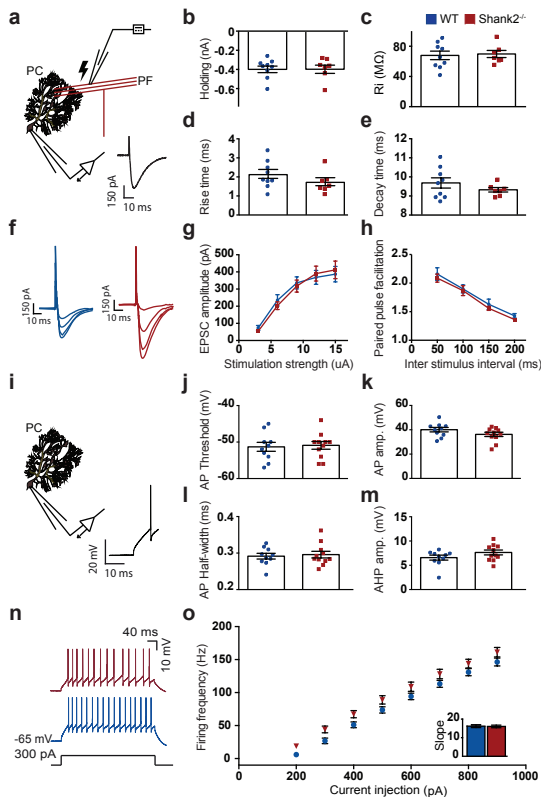 a
PC
PF
150 pA
10 ms
b
Holding (nA)
0.0
-0.2
-0.4
-0.6
WT
Shank2-/-
c
Ri (MΩ)
80
40
0
d
Rise time (ms)
4
3
2
1
0
e
Decay time (ms)
12
11
10
9
8
f
150 pA
10 ms
150 pA
10 ms
g
EPSC amplitude (pA)
500
400
300
200
100
0
0
5
10
15
Stimulation strength (uA)
h
Paired pulse facilitation
2.5
2.0
1.5
1.0
0
50
100
150
200
Inter stimulus interval (ms)
i
PC
20 mV
10 ms
j
AP Threshold (mV)
-40
-50
-60
k
AP amp. (mV)
60
40
20
0
l
AP Half-width (ms)
0.4
0.3
0.2
m
AHP amp. (mV)
15
10
5
0
n
40 ms
10 mV
-65 mV
300 pA
o
Firing frequency (Hz)
200
150
100
50
0
0
200
400
600
800
1000
Current injection (pA)
Slope
16
0